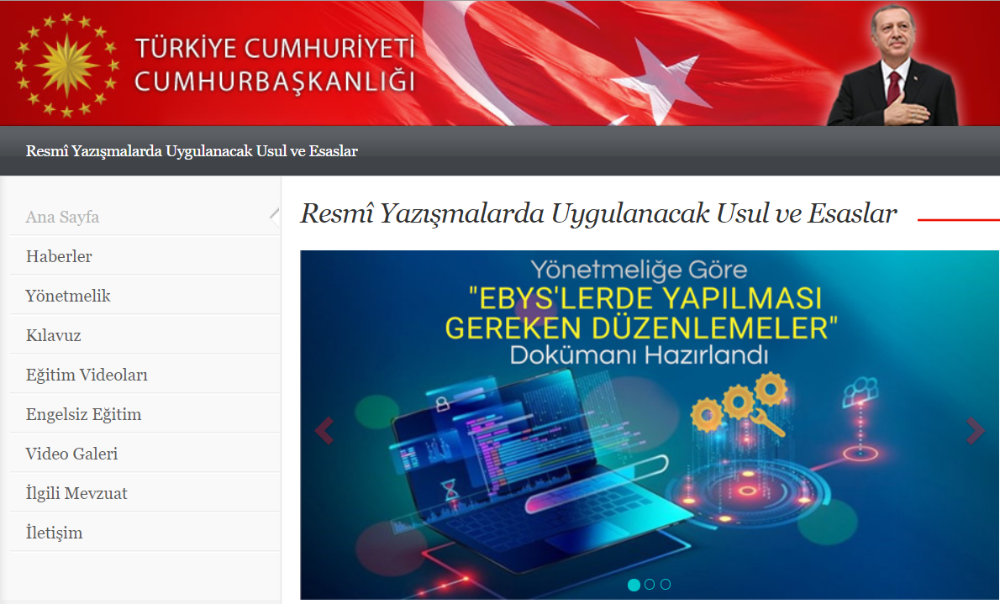 TÜRKİYE CUMHURİYETİ
CUMHURBAŞKANLIĞI
Resmî Yazışmalarda Uygulanacak Usul ve Esaslar
Ana Sayfa
Haberler
Yönetmelik
Kılavuz
Eğitim Videoları
Engelsiz Eğitim
Video Galeri
İlgili Mevzuat
İletişim
Resmî Yazışmalarda Uygulanacak Usul ve Esaslar
Yönetmeliğe Göre
"EBYS'LERDE YAPILMASI
GEREKEN DÜZENLEMELER"
Dokümanı Hazırlandı